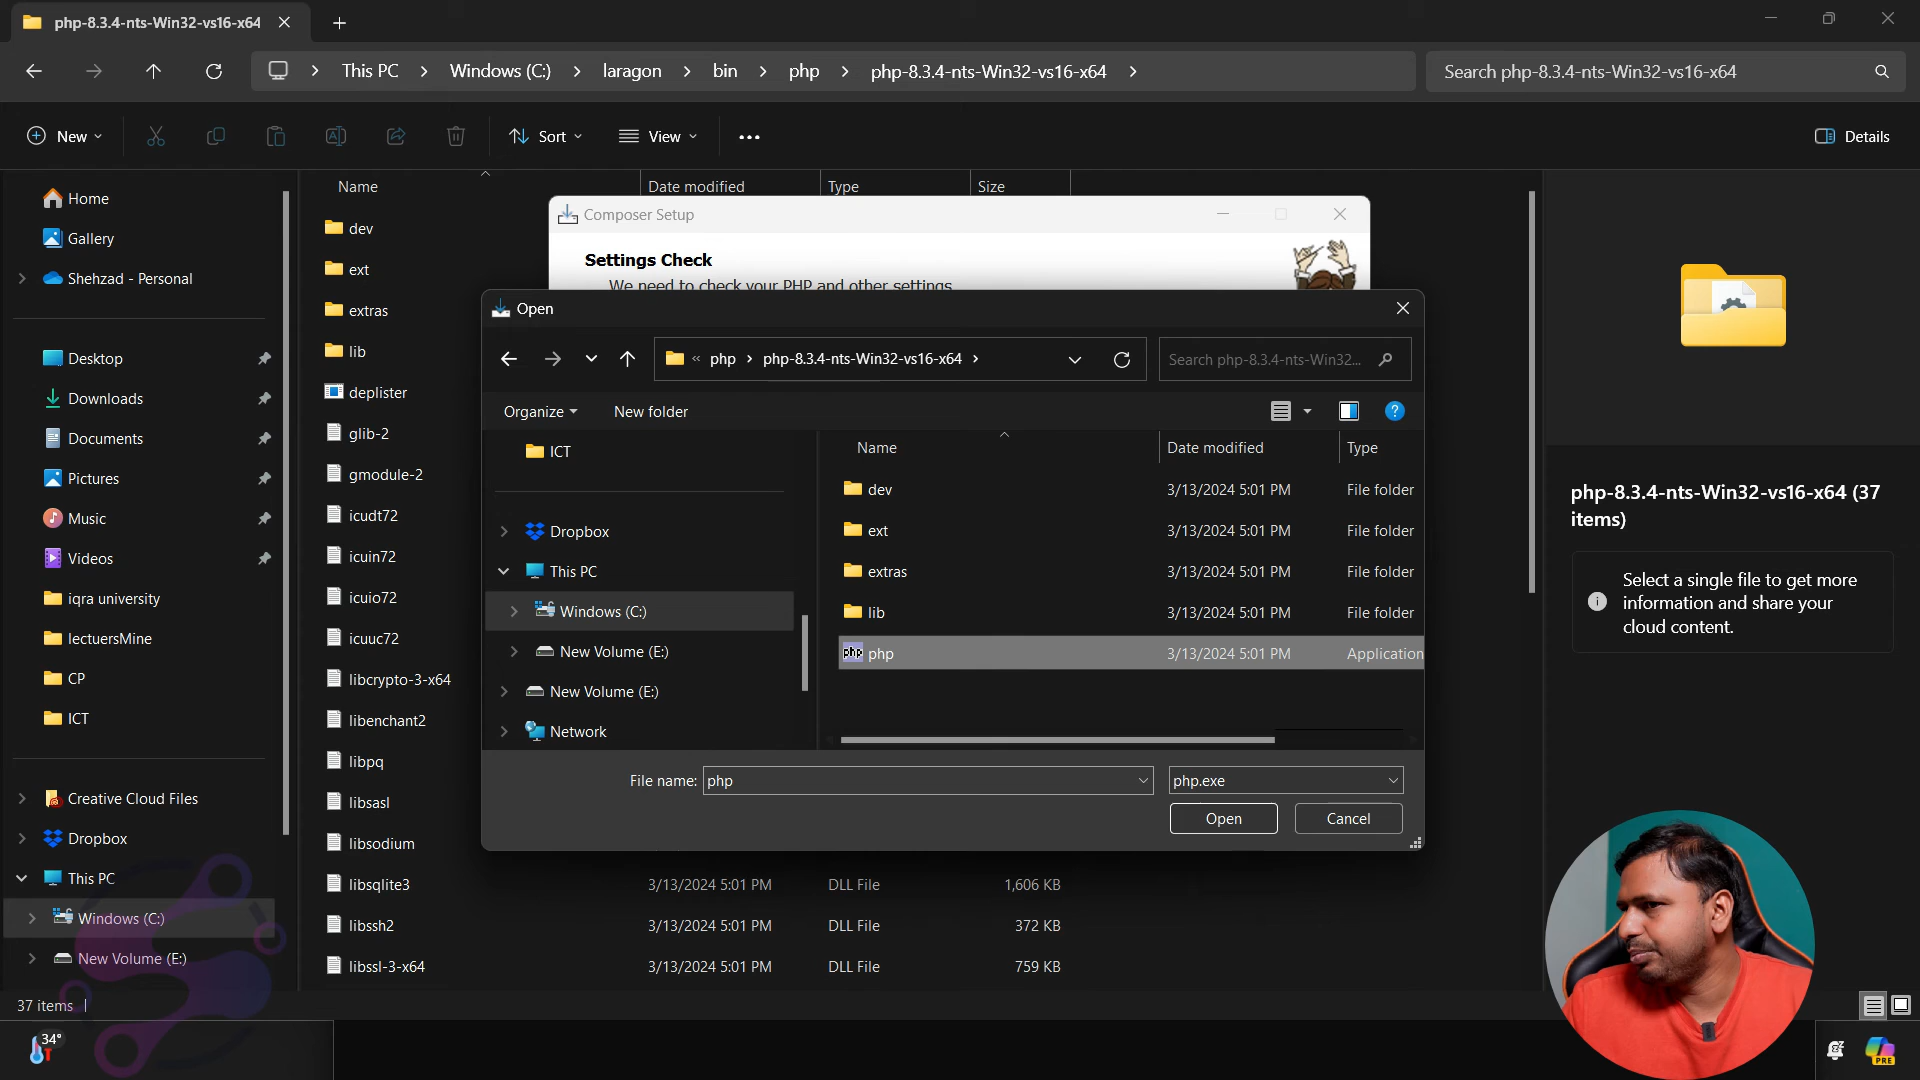 php-8.3.4-nts-Win32-vs16-x64
This PC
Windows (C:)
laragon
bin
php
php-8.3.4-nts-Win32-vs16-x64
Search php-8.3.4-nts-Win32-vs16-x64
New
Sort
View
Details
Home
Gallery
Shehzad - Personal
Desktop
Downloads
Documents
Pictures
Music
Videos
iqra university
lectuersMine
CP
ICT
Creative Cloud Files
Dropbox
This PC
Windows (C:)
New Volume (E:)
Name
Date modified
Type
Size
dev
ext
extras
lib
deplister
glib-2
gmodule-2
icudt72
icuin72
icuio72
icuuc72
libcrypto-3-x64
libenchant2
libpq
libsasl
libsodium
libsqlite3 3/13/2024 5:01 PM DLL File 1,606 KB
libssh2 3/13/2024 5:01 PM DLL File 372 KB
libssl-3-x64 3/13/2024 5:01 PM DLL File 759 KB
Composer Setup
Settings Check
We need to check your PHP and other settings.
Open
« php
php-8.3.4-nts-Win32-vs16-x64
Search php-8.3.4-nts-Win32...
Organize
New folder
?
ICT
Dropbox
This PC
Windows (C:)
New Volume (E:)
New Volume (E:)
Network
Name Date modified Type
dev 3/13/2024 5:01 PM File folder
ext 3/13/2024 5:01 PM File folder
extras 3/13/2024 5:01 PM File folder
lib 3/13/2024 5:01 PM File folder
php php 3/13/2024 5:01 PM Application
File name: php
php.exe
Open
Cancel
php-8.3.4-nts-Win32-vs16-x64 (37
items)
Select a single file to get more
information and share your
cloud content.
37 items
34°
PRE